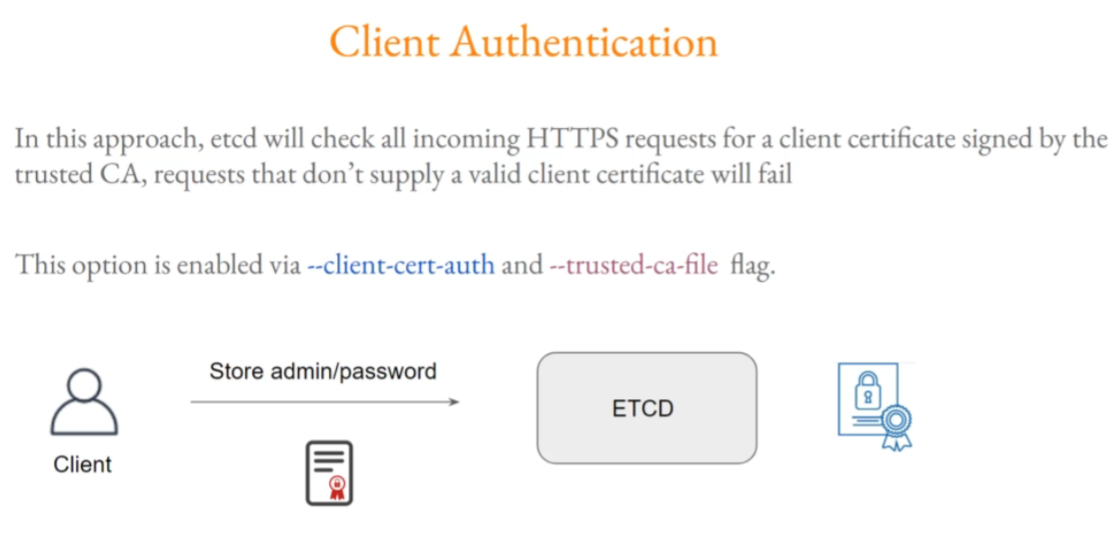 Client Authentication
In this approach, etcd will check all incoming HTTPS requests for a client certificate signed by the
trusted CA, requests that don’t supply a valid client certificate will fail
This option is enabled via --client-cert-auth and --trusted-ca-file flag.
Store admin/password
ETCD
Client